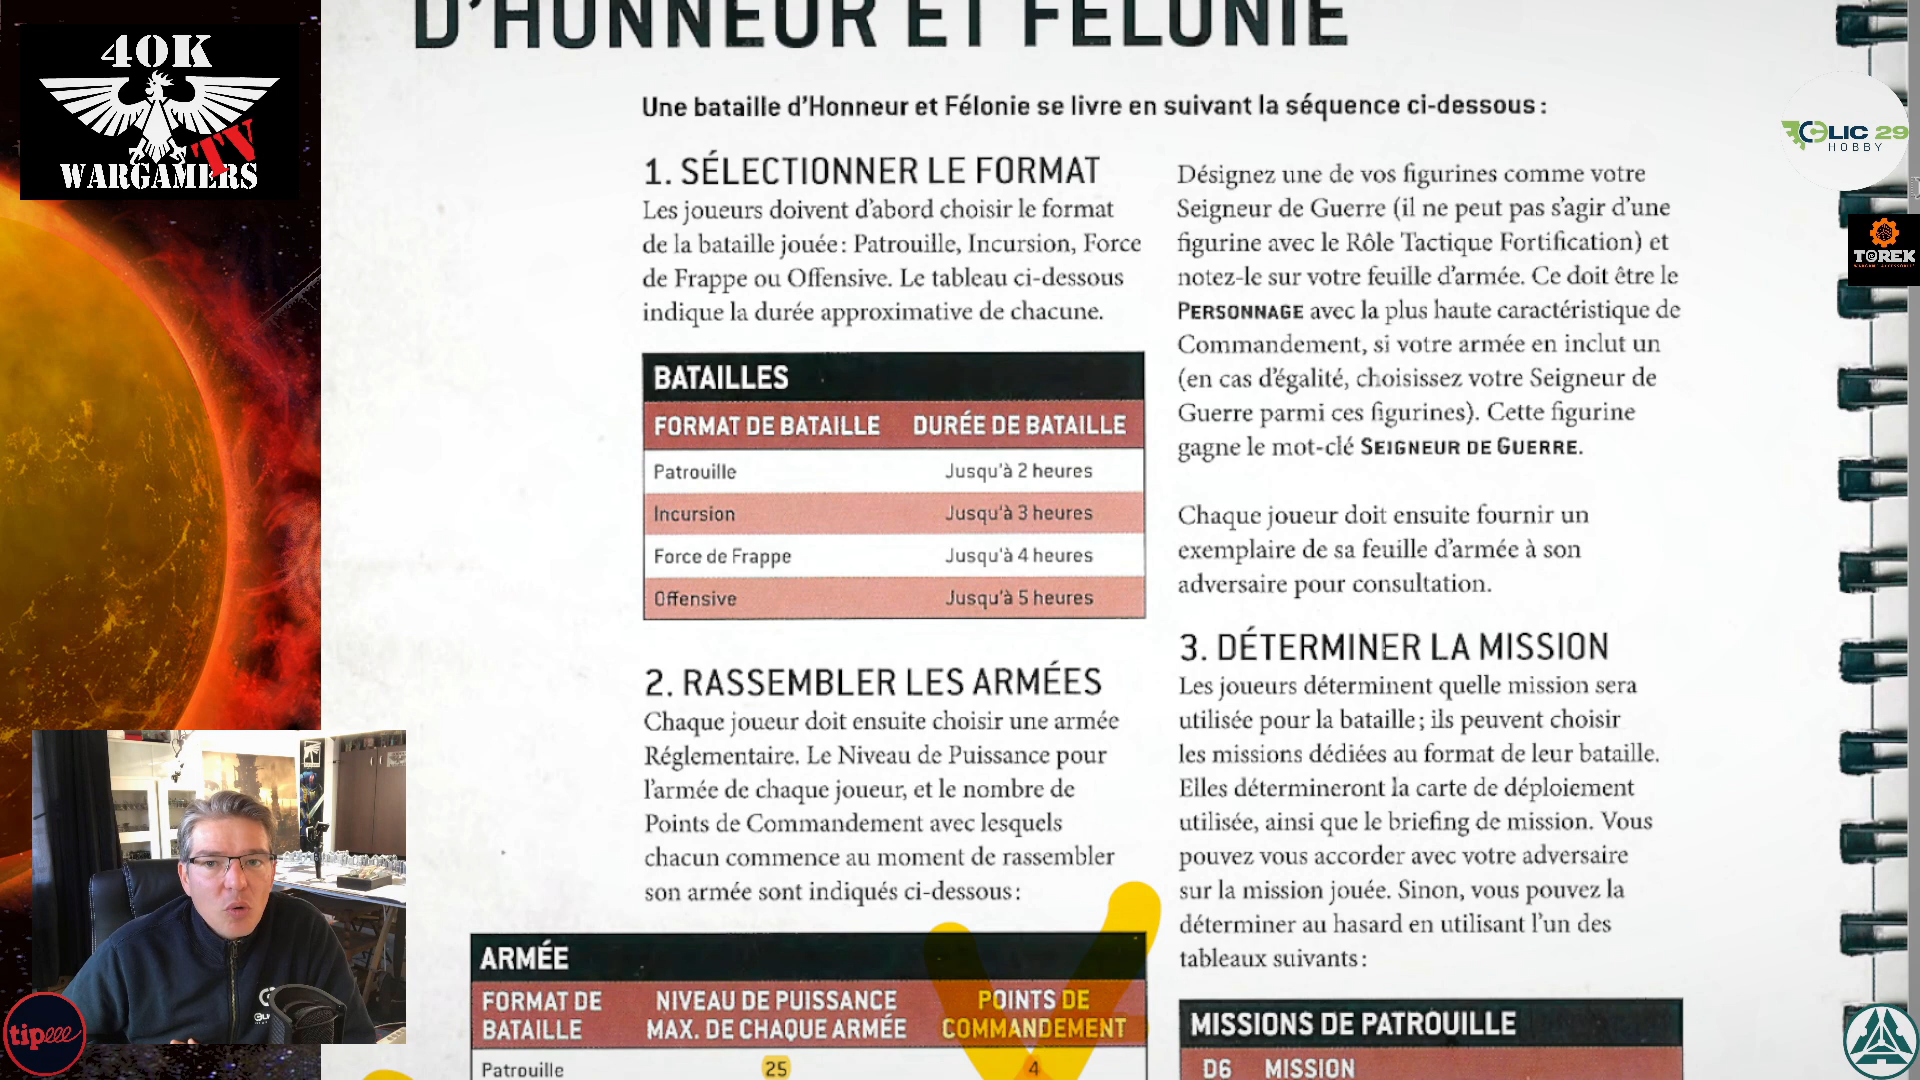 40K
TV
WARGAMERS
D'HONNEUR ET FÉLONIE
Une bataille d'Honneur et Félonie se livre en suivant la séquence ci-dessous :
1. SÉLECTIONNER LE FORMAT
Les joueurs doivent d'abord choisir le format
de la bataille jouée : Patrouille, Incursion, Force
de Frappe ou Offensive. Le tableau ci-dessous
indique la durée approximative de chacune.
BATAILLES
FORMAT DE BATAILLE DURÉE DE BATAILLE
Patrouille Jusqu'à 2 heures
Incursion Jusqu'à 3 heures
Force de Frappe Jusqu'à 4 heures
Offensive Jusqu'à 5 heures
2. RASSEMBLER LES ARMÉES
Chaque joueur doit ensuite choisir une armée
Réglementaire. Le Niveau de Puissance pour
l'armée de chaque joueur, et le nombre de
Points de Commandement avec lesquels
chacun commence au moment de rassembler
son armée sont indiqués ci-dessous :
ARMÉE
FORMAT DE BATAILLE NIVEAU DE PUISSANCE MAX. DE CHAQUE ARMÉE POINTS DE COMMANDEMENT
Patrouille 25 4
Désignez une de vos figurines comme votre
Seigneur de Guerre (il ne peut pas s'agir d'une
figurine avec le Rôle Tactique Fortification) et
notez-le sur votre feuille d'armée. Ce doit être le
PERSONNAGE avec la plus haute caractéristique de
Commandement, si votre armée en inclut un
(en cas d'égalité, choisissez votre Seigneur de
Guerre parmi ces figurines). Cette figurine
gagne le mot-clé SEIGNEUR DE GUERRE.
Chaque joueur doit ensuite fournir un
exemplaire de sa feuille d'armée à son
adversaire pour consultation.
3. DÉTERMINER LA MISSION
Les joueurs déterminent quelle mission sera
utilisée pour la bataille ; ils peuvent choisir
les missions dédiées au format de leur bataille.
Elles détermineront la carte de déploiement
utilisée, ainsi que le briefing de mission. Vous
pouvez vous accorder avec votre adversaire
sur la mission jouée. Sinon, vous pouvez la
déterminer au hasard en utilisant l'un des
tableaux suivants :
MISSIONS DE PATROUILLE
D6 MISSION
CLIC 29
HOBBY
TOREK
tipeee